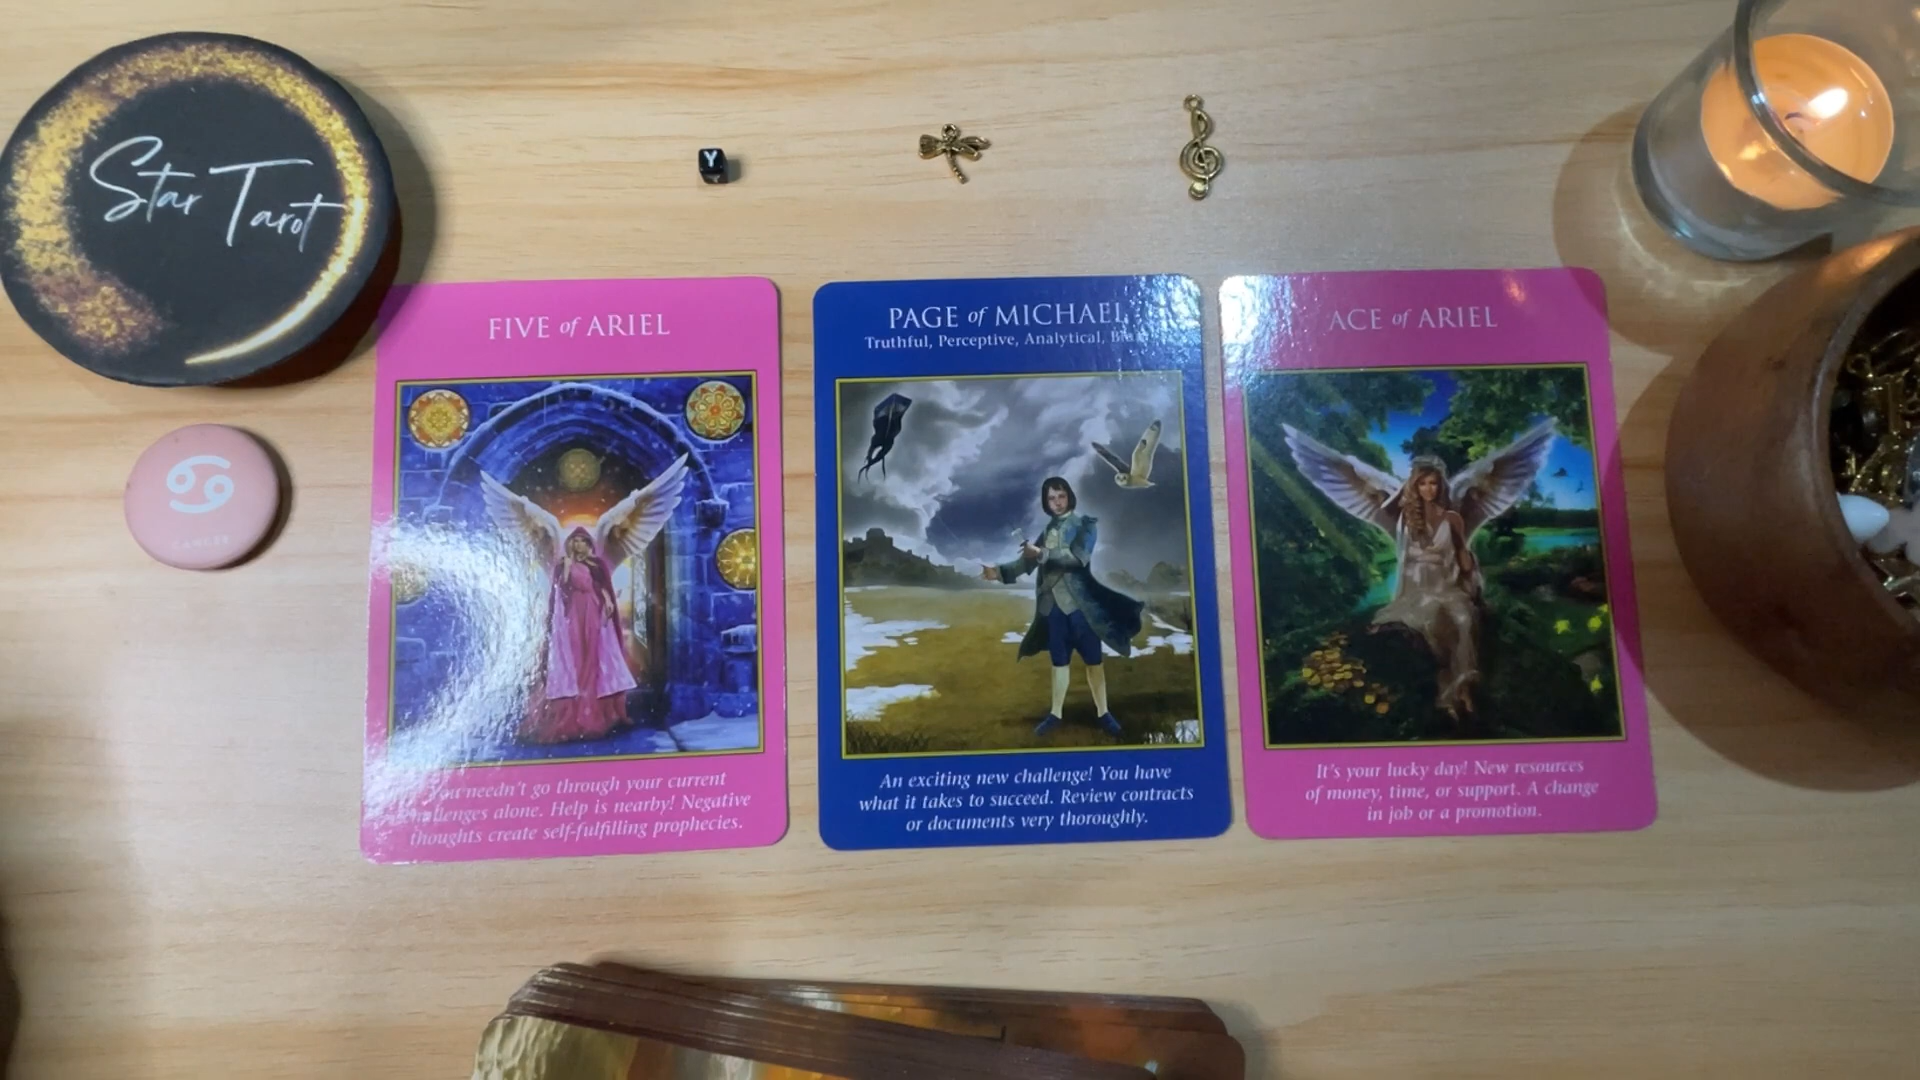 Star Tarot
Y
FIVE of ARIEL
PAGE of MICHAEL
Truthful, Perceptive, Analytical,
ACE of ARIEL
CANCER
You needn't go through your current
challenges alone. Help is nearby! Negative
thoughts create self-fulfilling prophecies.
An exciting new challenge! You have
what it takes to succeed. Review contracts
or documents very thoroughly.
It's your lucky day! New resources
of money, time, or support. A change
in job or a promotion.